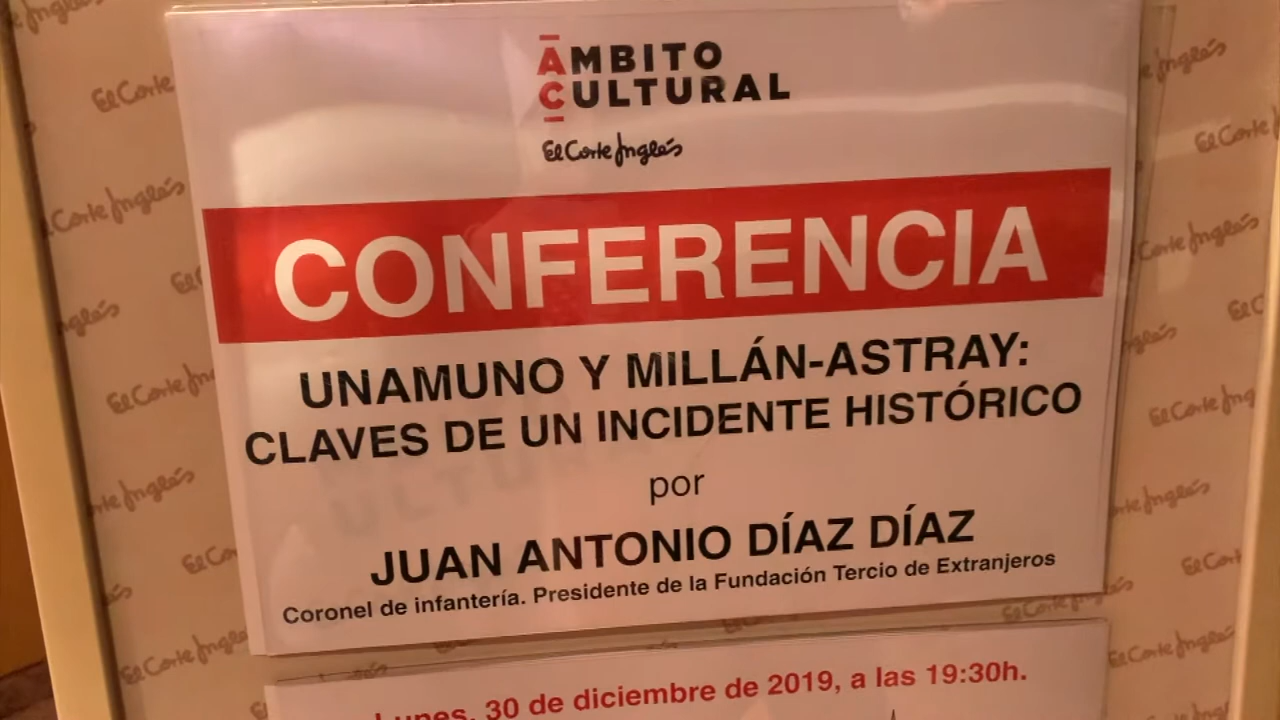 ÁMBITO
CULTURAL
El Corte Inglés
CONFERENCIA
UNAMUNO Y MILLÁN-ASTRAY:
CLAVES DE UN INCIDENTE HISTÓRICO
por
JUAN ANTONIO DÍAZ DÍAZ
Coronel de infantería. Presidente de la Fundación Tercio de Extranjeros
Lunes, 30 de diciembre de 2019, a las 19:30h.